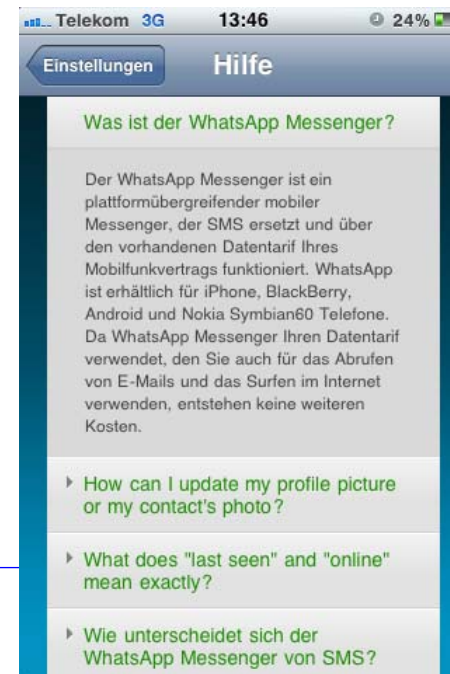 Telekom 3G 13:46 24%
Einstellungen Hilfe
Was ist der WhatsApp Messenger?
Der WhatsApp Messenger ist ein
plattformübergreifender mobiler
Messenger, der SMS ersetzt und über
den vorhandenen Datentarif Ihres
Mobilfunkvertrags funktioniert. WhatsApp
ist erhältlich für iPhone, BlackBerry,
Android und Nokia Symbian60 Telefone.
Da WhatsApp Messenger Ihren Datentarif
verwendet, den Sie auch für das Abrufen
von E-Mails und das Surfen im Internet
verwenden, entstehen keine weiteren
Kosten.
How can I update my profile picture
or my contact's photo?
What does "last seen" and "online"
mean exactly?
Wie unterscheidet sich der
WhatsApp Messenger von SMS?